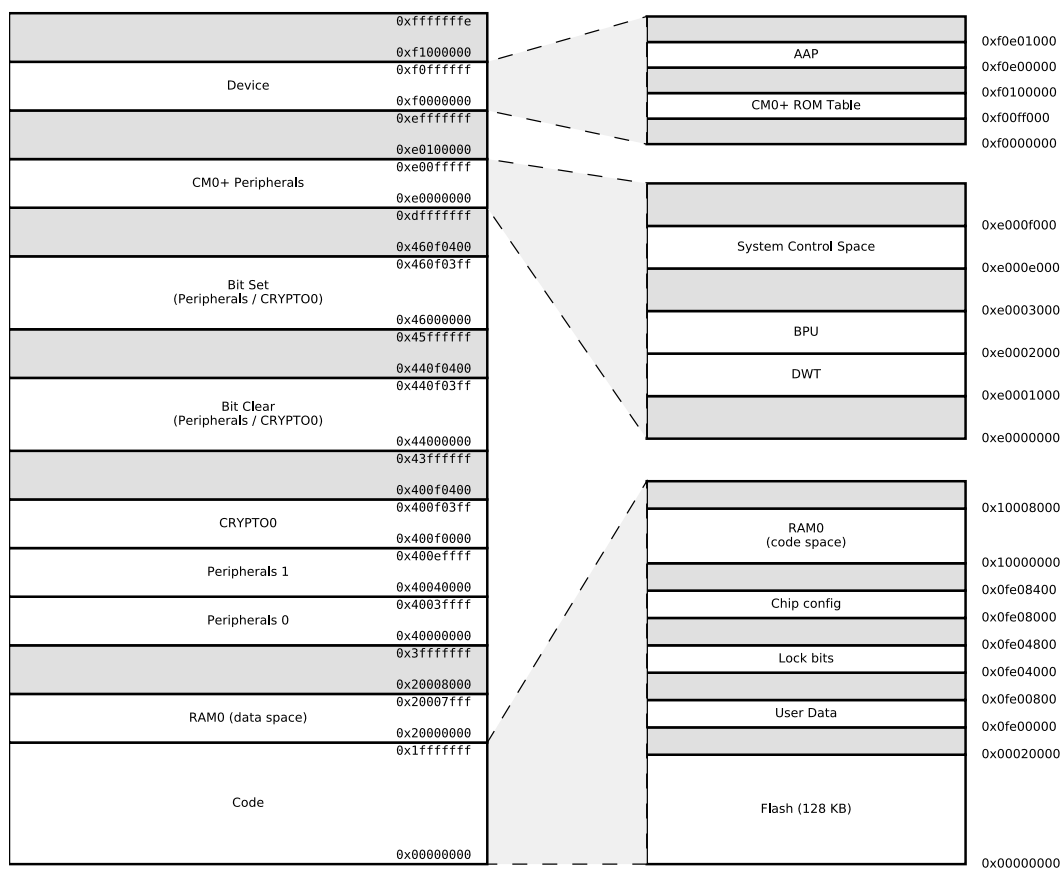 0xfffffffe
0xf1000000
0xf0ffffff
Device
0xf0000000
0xefffffff
0xe0100000
0xe00fffff
CM0+ Peripherals
0xe0000000
0xdfffffff
0x460f0400
0x460f03ff
Bit Set
(Peripherals / CRYPTO0)
0x46000000
0x45ffffff
0x440f0400
0x440f03ff
Bit Clear
(Peripherals / CRYPTO0)
0x44000000
0x43ffffff
0x400f0400
0x400f03ff
CRYPTO0
0x400f0000
0x400effff
Peripherals 1
0x40040000
0x4003ffff
Peripherals 0
0x40000000
0x3fffffff
0x20008000
0x20007fff
RAM0 (data space)
0x20000000
0x1fffffff
Code
0x00000000
0xf0e01000
AAP
0xf0e00000
0xf0100000
CM0+ ROM Table
0xf00ff000
0xf0000000
0xe000f000
System Control Space
0xe000e000
0xe0003000
BPU
0xe0002000
DWT
0xe0001000
0xe0000000
0x10008000
RAM0
(code space)
0x10000000
0x0fe08400
Chip config
0x0fe08000
0x0fe04800
Lock bits
0x0fe04000
0x0fe00800
User Data
0x0fe00000
0x00020000
Flash (128 KB)
0x00000000